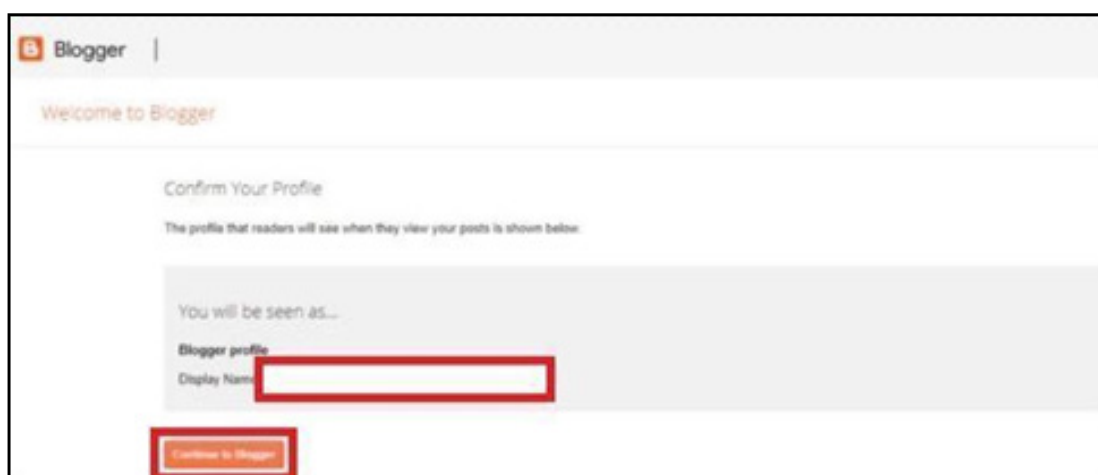 Blogger
Welcome to Blogger
Confirm Your Profile
The profile that readers will see when they view your posts is shown below.
You will be seen as...
Blogger profile
Display Name
Continue to Blogger